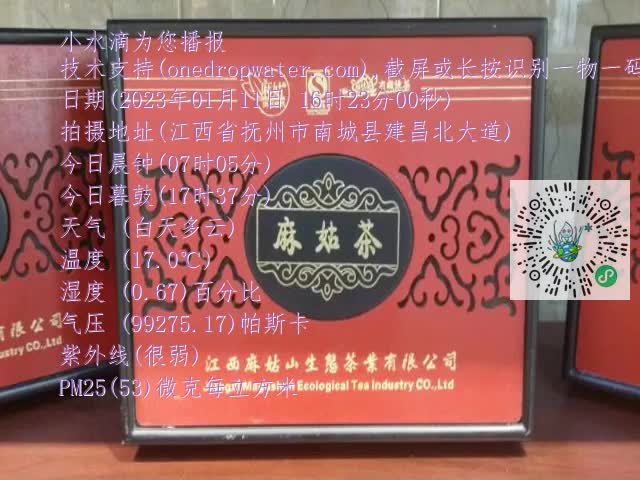 小水滴为您播报
技术支持(onedropwater.com) 截屏或长按识别一物一码
日期(2023年01月11日 16时23分00秒)
拍摄地址(江西省抚州市南城县建昌北大道)
今日晨钟(07时05分)
今日暮鼓(17时37分)
天气 (白天多云)
温度 (17.0℃)
湿度 (0.67)百分比
气压 (99275.17)帕斯卡
紫外线(很弱)
PM25(53)微克每立方米
麻姑茶
江西麻姑山生態茶業有限公司
Ecological Tea Industry CO.,Ltd
有限公司
ustry CO.,Ltd